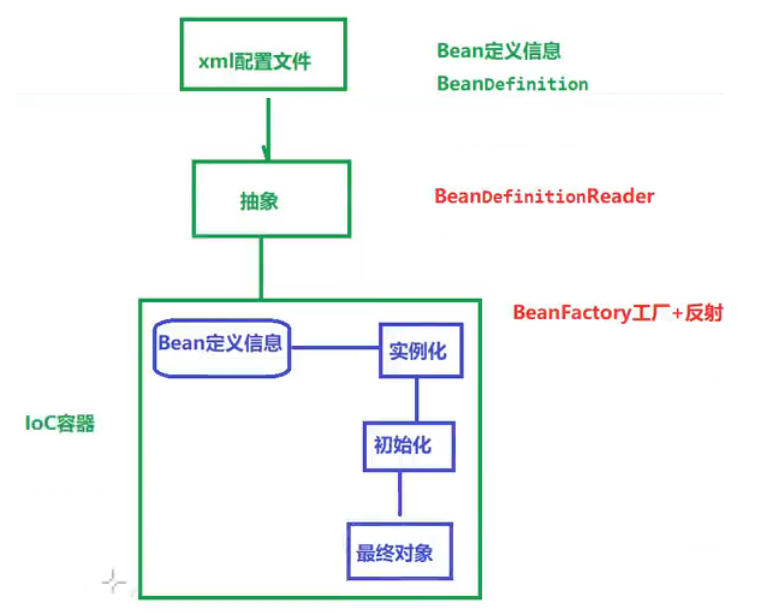 xml配置文件
Bean定义信息
BeanDefinition
抽象
BeanDefinitionReader
BeanFactory工厂+反射
Bean定义信息
实例化
IoC容器
初始化
最终对象